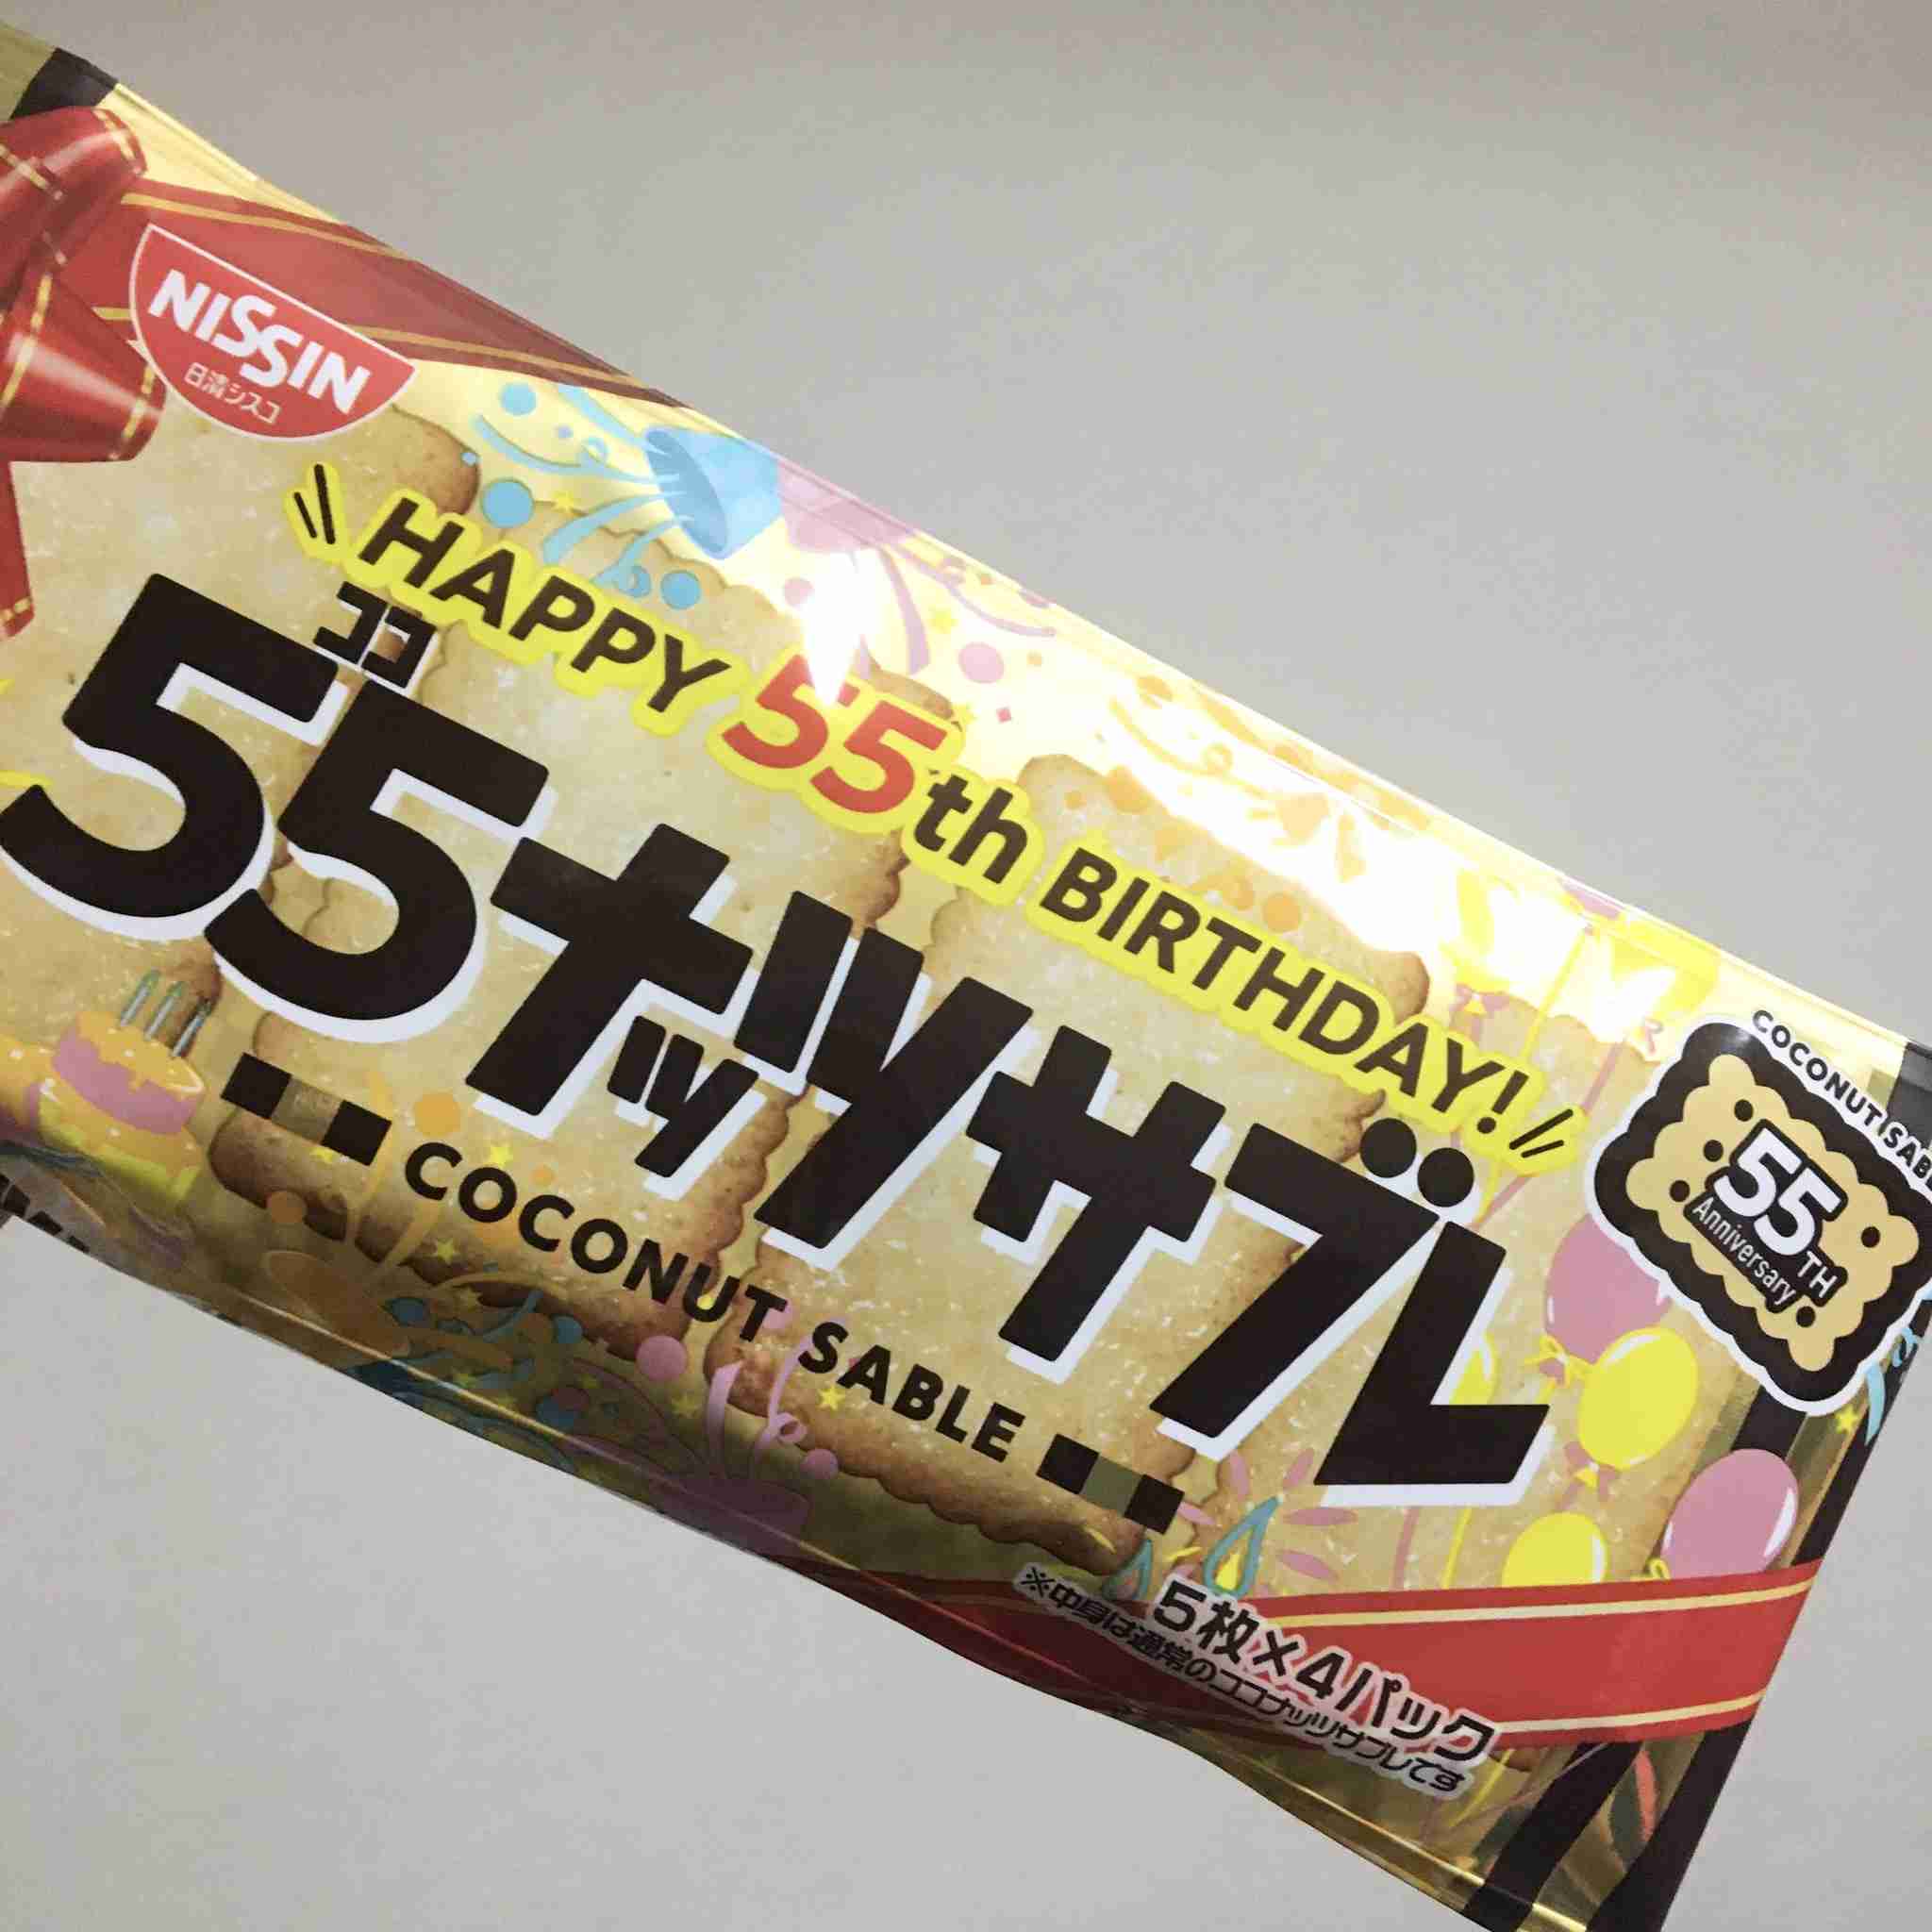 NISSIN
日清シスコ
HAPPY 55th BIRTHDAY!
ココ
55ナッツサブレ
COCONUT SABLE
COCONUT SABL
55TH
Anniversary
5枚×4パック
※中身は通常のココナッツサブレです